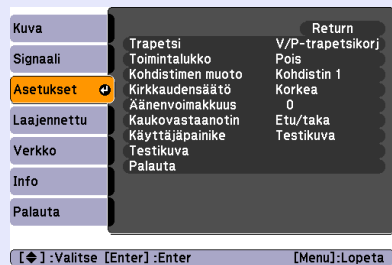 Kuva
Signaali
Asetukset
Laajennettu
Verkko
Info
Palauta
Return
Trapetsi V/P-trapetsikorj
Toimintalukko Pois
Kohdistimen muoto Kohdistin 1
Kirkkaudensäätö Korkea
Äänenvoimakkuus 0
Kaukovastaanotin Etu/taka
Käyttäjäpainike Testikuva
Testikuva
Palauta
[ ] :Valitse [Enter] :Enter [Menu]:Lopeta